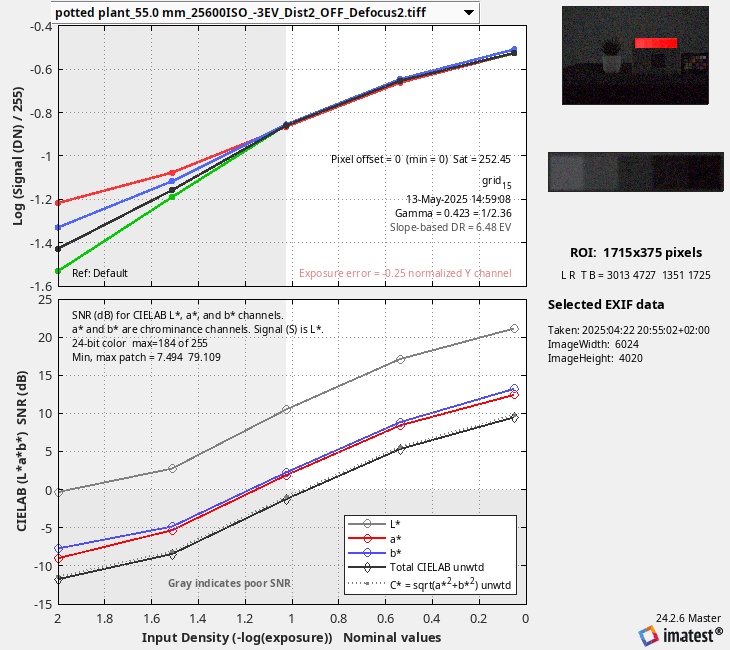 potted plant_55.0 mm_25600ISO_-3EV_Dist2_OFF_Defocus2.tiff
-0.4
-0.6
-0.8
-1
-1.2
-1.4
-1.6
Log (Signal (DN) / 255)
Pixel offset = 0 (min = 0) Sat = 252.45
grid15
13-May-2025 14:59:08
Gamma = 0.423 = 1/2.36
Slope-based DR = 6.48 EV
Ref: Default
Exposure error = -0.25 normalized Y channel
25
20
15
10
5
0
-5
-10
-15
CIELAB (L*a*b*) SNR (dB)
SNR (dB) for CIELAB L*, a*, and b* channels.
a* and b* are chrominance channels. Signal (S) is L*.
24-bit color max=184 of 255
Min, max patch = 7.494 79.109
L*
a*
b*
Total CIELAB unwtd
C* = sqrt(a*2+b*2) unwtd
Gray indicates poor SNR
2 1.8 1.6 1.4 1.2 1 0.8 0.6 0.4 0.2 0
Input Density (-log(exposure)) Nominal values
ROI: 1715x375 pixels
L R T B = 3013 4727 1351 1725
Selected EXIF data
Taken: 2025:04:22 20:55:02+02:00
ImageWidth: 6024
ImageHeight: 4020
24.2.6 Master
imatest®